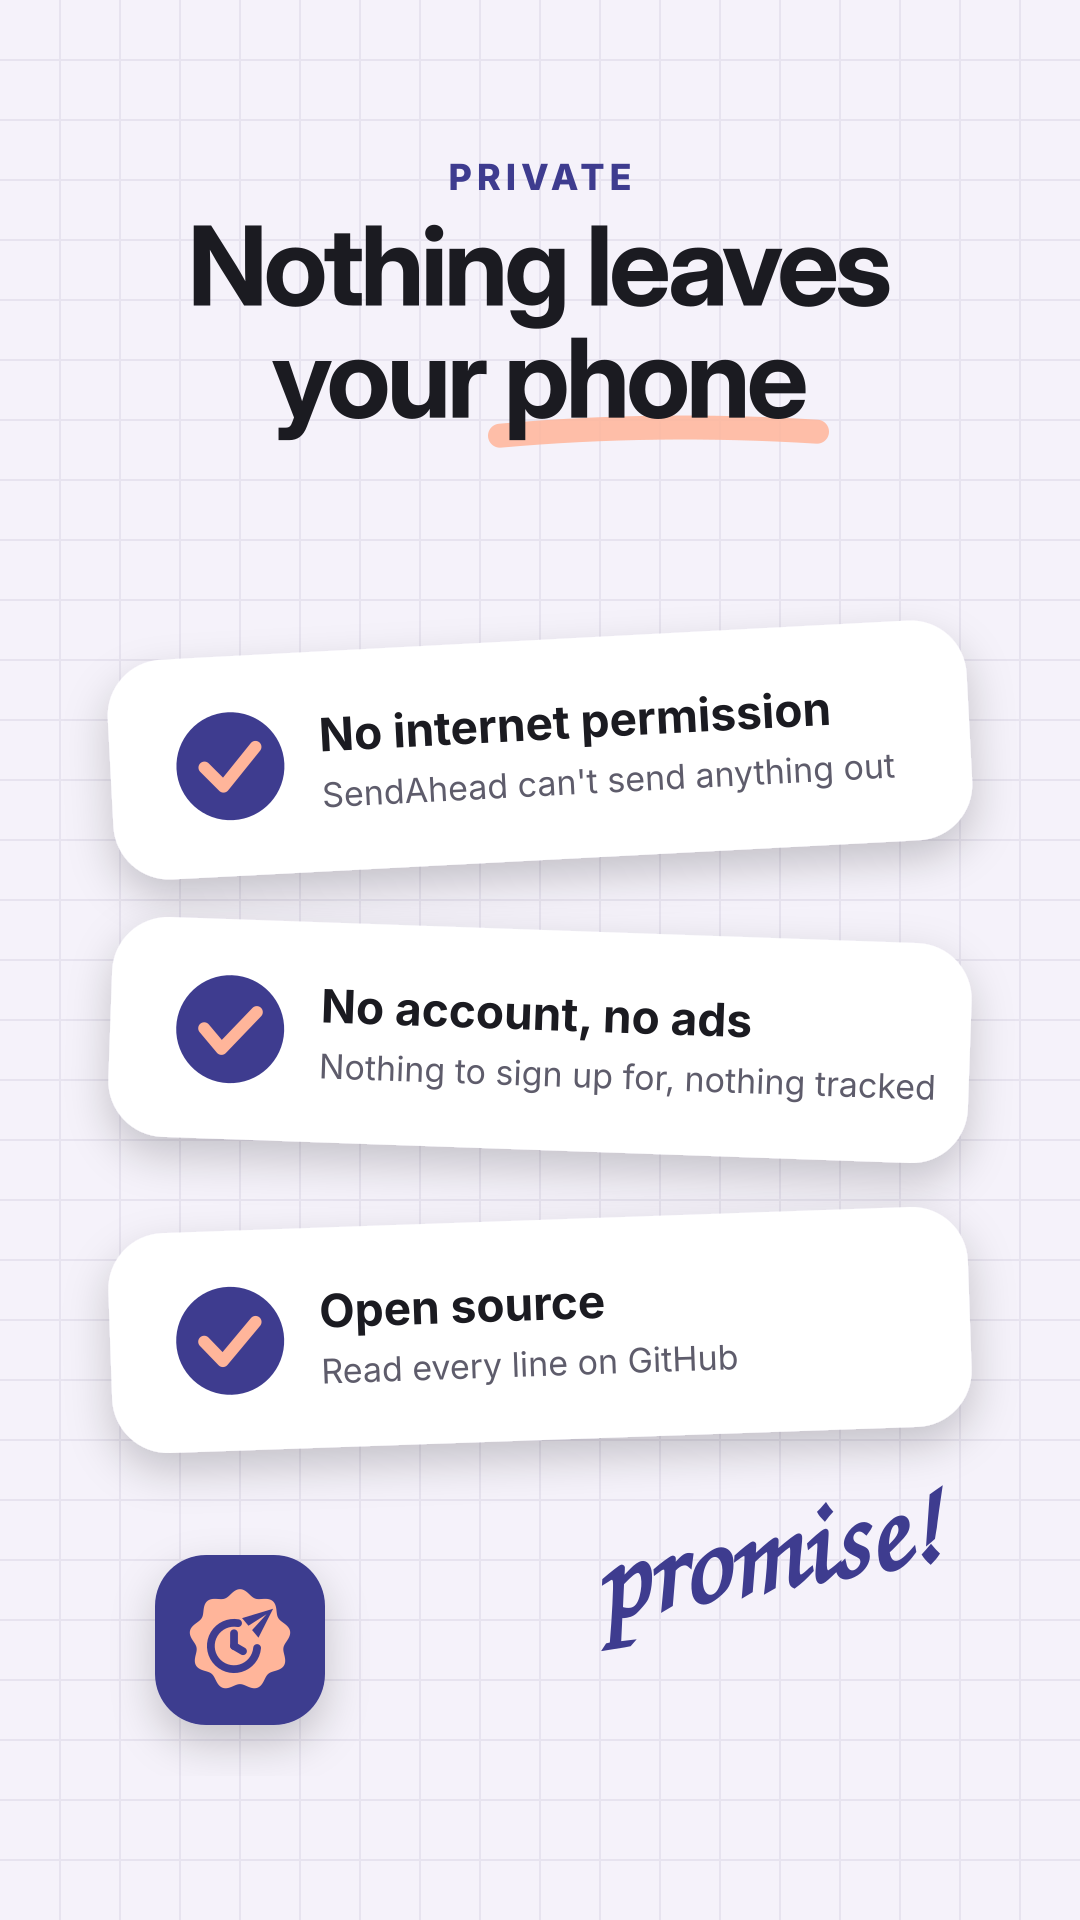 PRIVATE
Nothing leaves
your phone
No internet permission
SendAhead can't send anything out
No account, no ads
Nothing to sign up for, nothing tracked
Open source
Read every line on GitHub
promise!